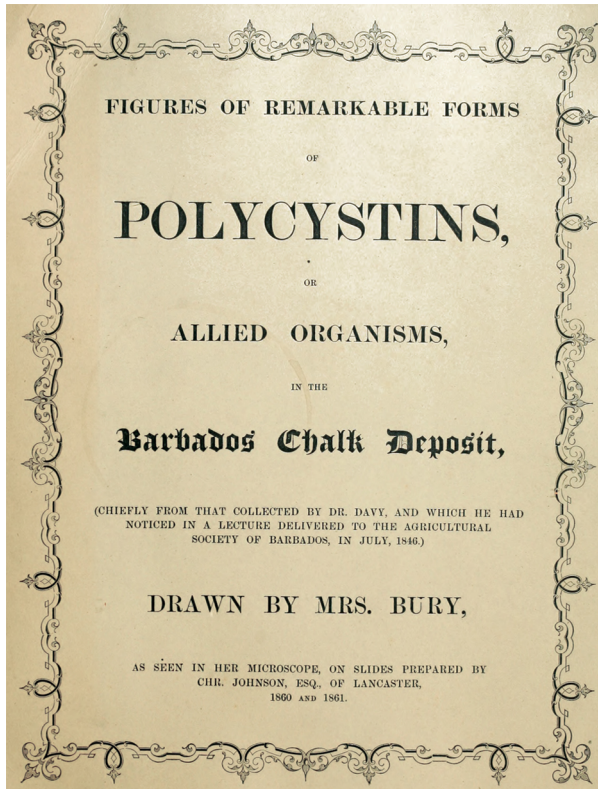 FIGURES OF REMARKABLE FORMS
OF
POLYCYSTINS,
OR
ALLIED ORGANISMS,
IN THE
Barbados Chalk Deposit,
(CHIEFLY FROM THAT COLLECTED BY DR. DAVY, AND WHICH HE HAD
NOTICED IN A LECTURE DELIVERED TO THE AGRICULTURAL
SOCIETY OF BARBADOS, IN JULY, 1846.)
DRAWN BY MRS. BURY,
AS SEEN IN HER MICROSCOPE, ON SLIDES PREPARED BY
CHR. JOHNSON, ESQ., OF LANCASTER,
1860 AND 1861.